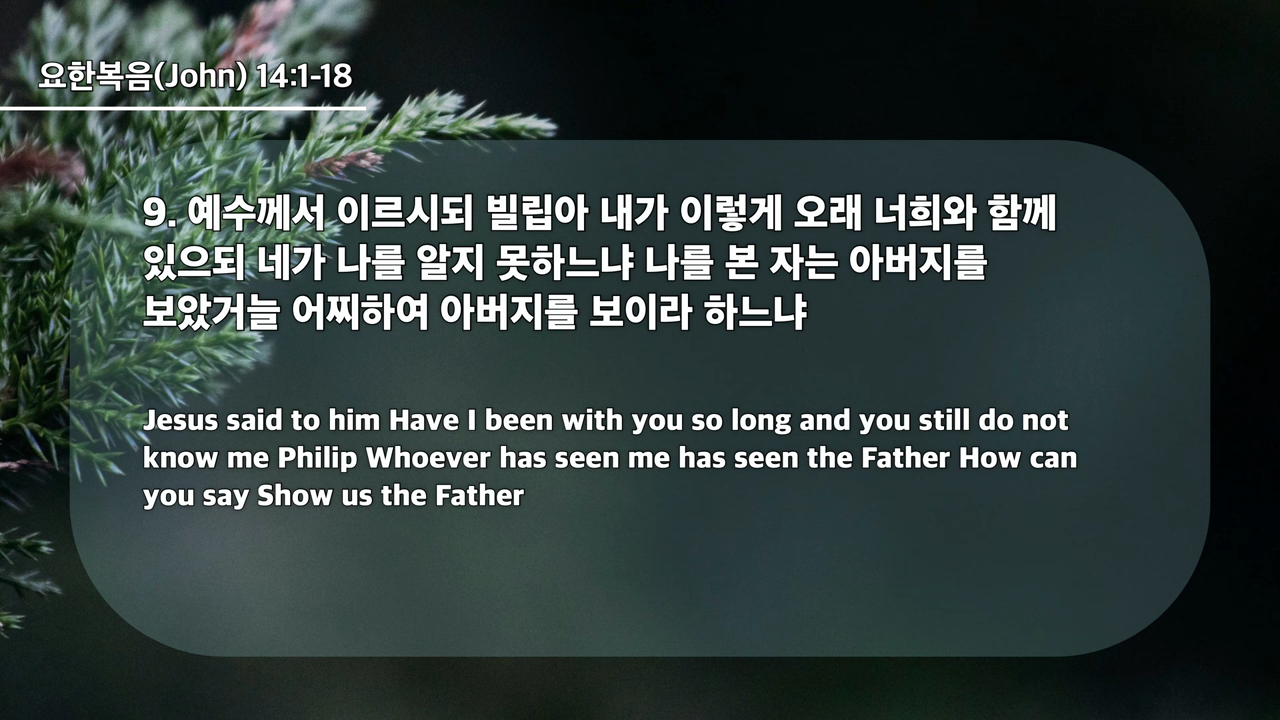 요한복음(John) 14:1-18
9. 예수께서 이르시되 빌립아 내가 이렇게 오래 너희와 함께
있으되 네가 나를 알지 못하느냐 나를 본 자는 아버지를
보았거늘 어찌하여 아버지를 보이라 하느냐
Jesus said to him Have I been with you so long and you still do not
know me Philip Whoever has seen me has seen the Father How can
you say Show us the Father